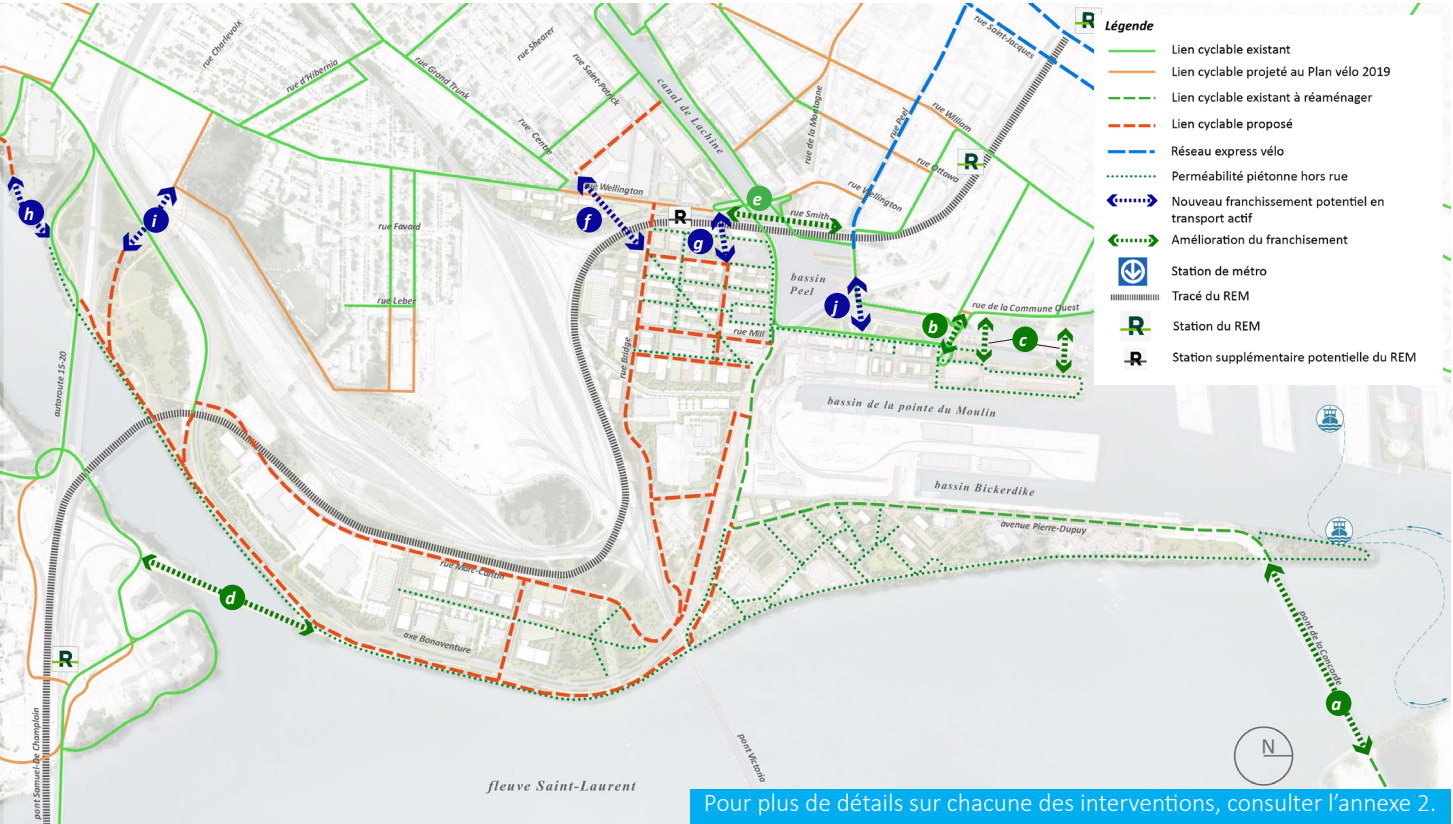 Légende
Lien cyclable existant
Lien cyclable projeté au Plan vélo 2019
Lien cyclable existant à réaménager
Lien cyclable proposé
Réseau express vélo
Perméabilité piétonne hors rue
Nouveau franchissement potentiel en
transport actif
Amélioration du franchisement
Station de métro
Tracé du REM
R
Station du REM
R
Station supplémentaire potentielle du REM
R
rue Saint-Jacques
rue Charlevoix
rue Shearer
rue d'Hibernia
rue Grand Trunk
rue Saint-Patrick
canal de Lachine
rue de la Montagne
rue Peel
rue William
rue Centre
rue Ottowa
R
rue Wellington
rue Wellington
e
rue Smith
h
i
f
R
g
rue Favard
rue Leber
bassin
Peel
j
rue de la Commune Ouest
b
c
rue Mill
rue Bridge
autoroute 15-20
bassin de la pointe du Moulin
bassin Bickerdike
avenue Pierre-Dupuy
rue Marc-Cantin
d
axe Bonaventure
pont de la Concorde
R
a
pont Samuel-De Champlain
pont Victoria
N
fleuve Saint-Laurent
Pour plus de détails sur chacune des interventions, consulter l'annexe 2.